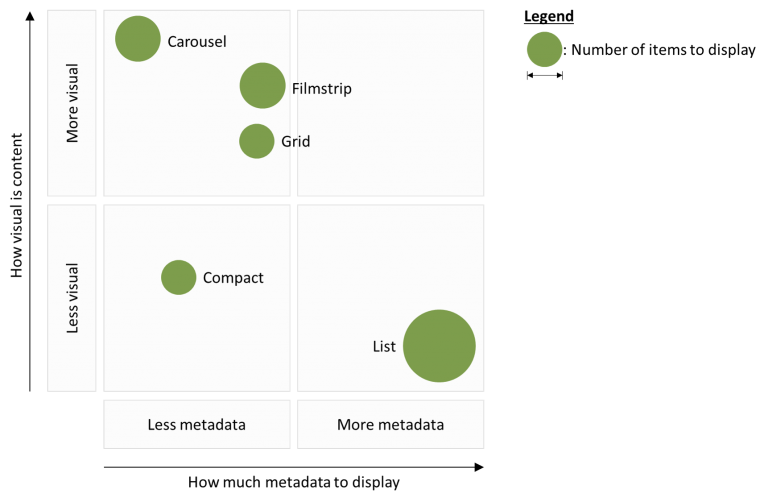 Legend
: Number of items to display
How visual is content
More visual
Less visual
Carousel
Filmstrip
Grid
Compact
List
Less metadata
More metadata
How much metadata to display